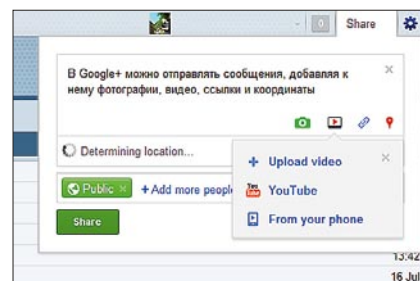 0 Share
В Google+ можно отправлять сообщения, добавляя к
нему фотографии, видео, ссылки и координаты
Determining location...
+ Upload video
Public × + Add more people
YouTube
Share
From your phone
13:42
16 Jul